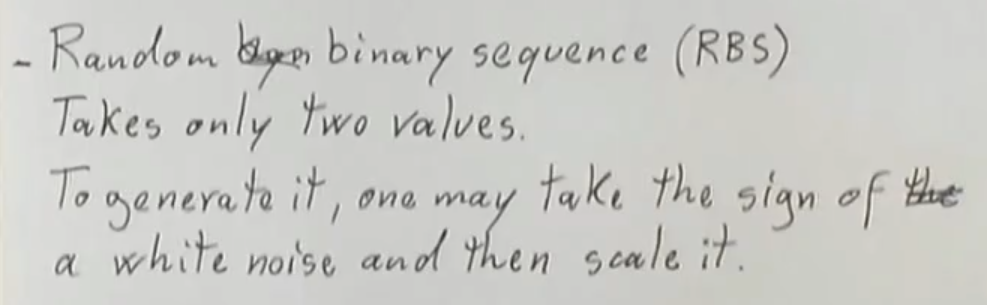 - Random binary sequence (RBS)
Takes only two values.
To generate it, one may take the sign of the
a white noise and then scale it.